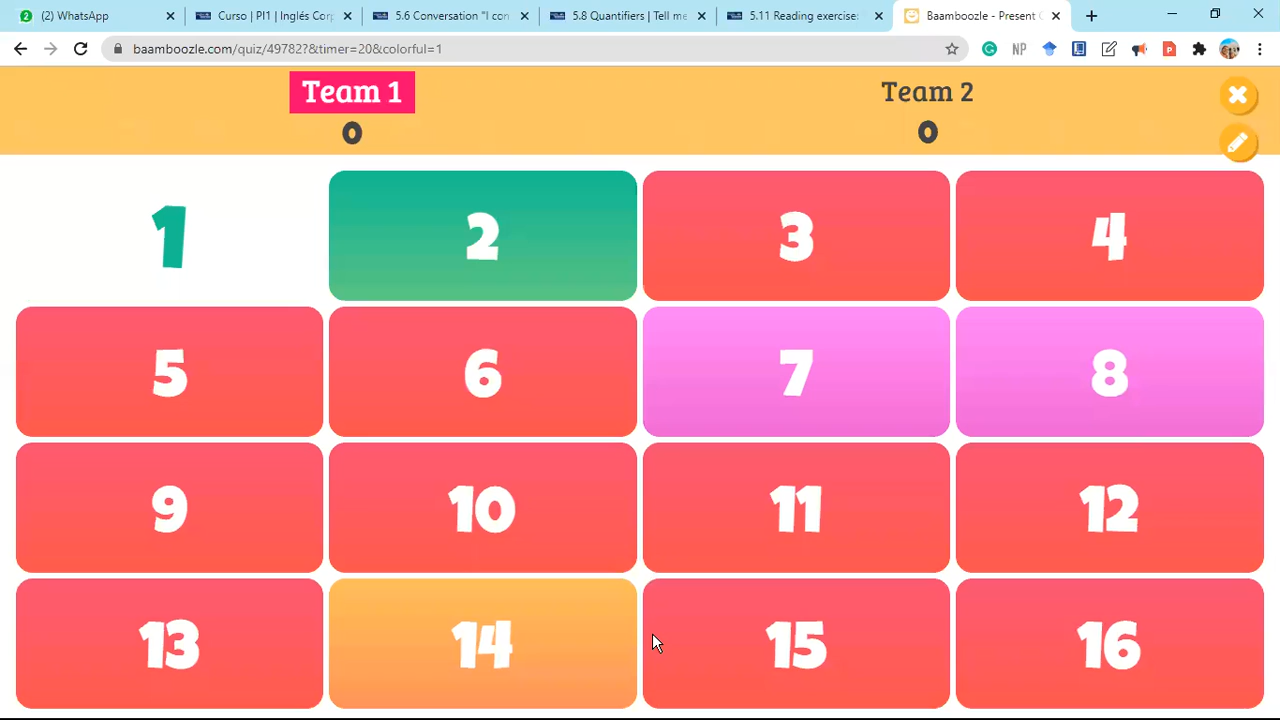 (2) WhatsApp
Curso | PI1 | Inglés Corp
5.6 Conversation "I con
5.8 Quantifiers | Tell me
5.11 Reading exercise:
Baamboozle - Present C
baamboozle.com/quiz/497827&timer=20&colorful=1
NP
Team 1
Team 2
0
0
1
2
3
4
5
6
7
8
9
10
11
12
13
14
15
16